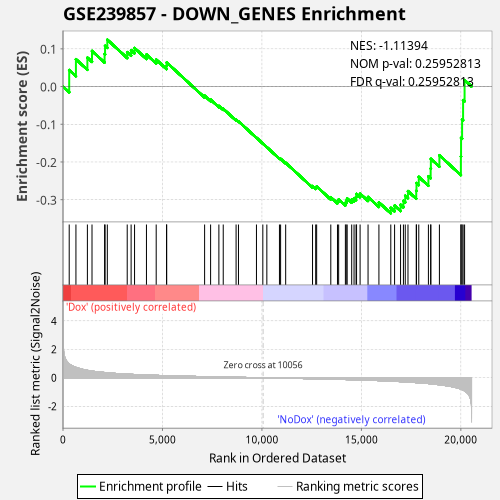 GSE239857 - DOWN_GENES Enrichment
NES: -1.11394
NOM p-val: 0.25952813
FDR q-val: 0.25952813
Enrichment score (ES)
0.1
0.0
-0.1
-0.2
-0.3
'Dox' (positively correlated)
Ranked list metric (Signal2Noise)
4
2
0
-2
Zero cross at 10056
'NoDox' (negatively correlated)
0
5,000
10,000
15,000
20,000
Rank in Ordered Dataset
Enrichment profile
Hits
Ranking metric scores